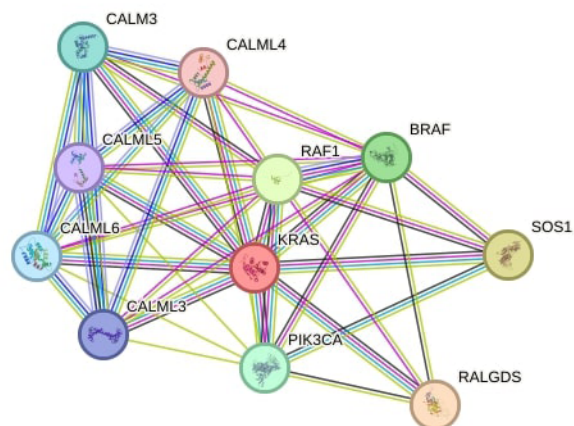 CALM3
CALML4
BRAF
CALML5
RAF1
SOS1
CALML6
KRAS
CALML3
PIK3CA
RALGDS